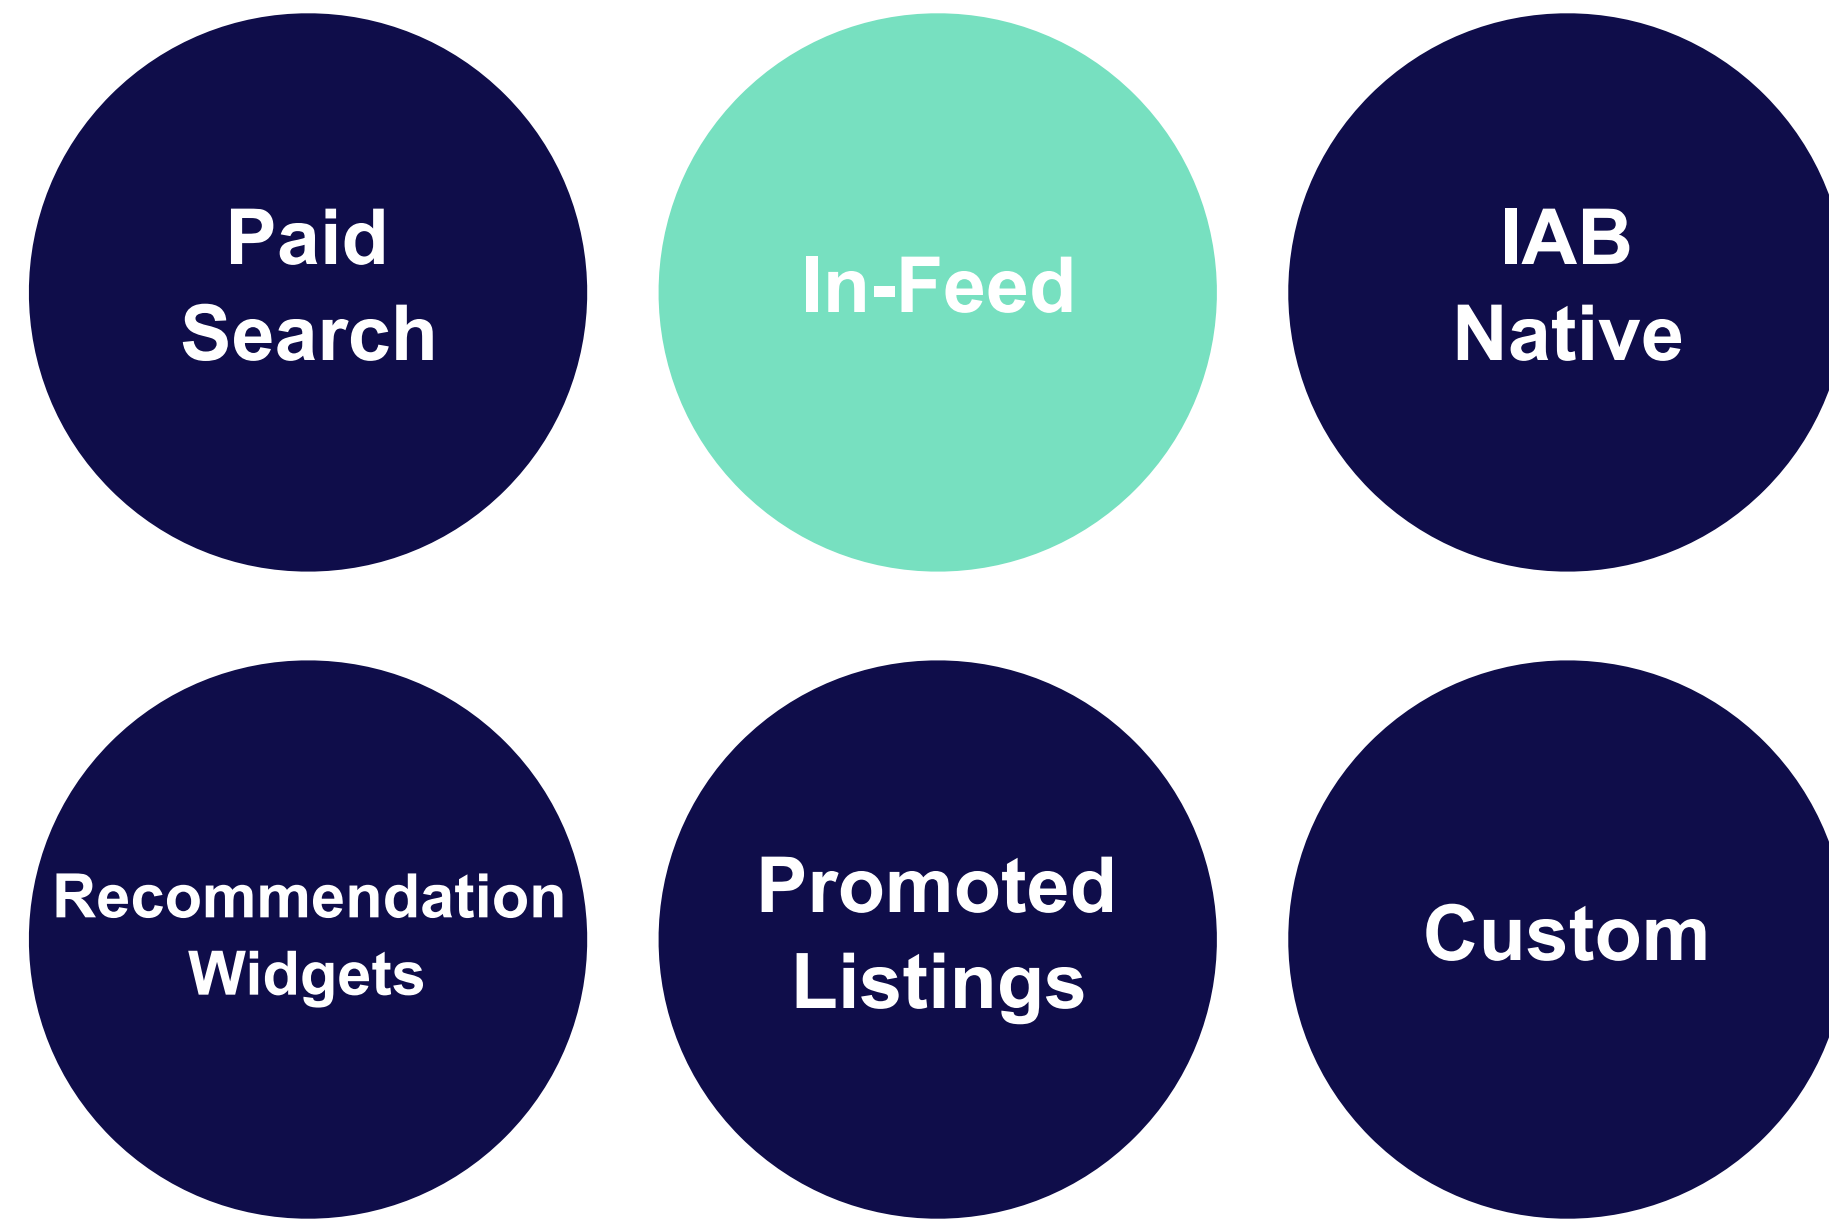 Paid
Search
In-Feed
IAB
Native
Recommendation
Widgets
Promoted
Listings
Custom